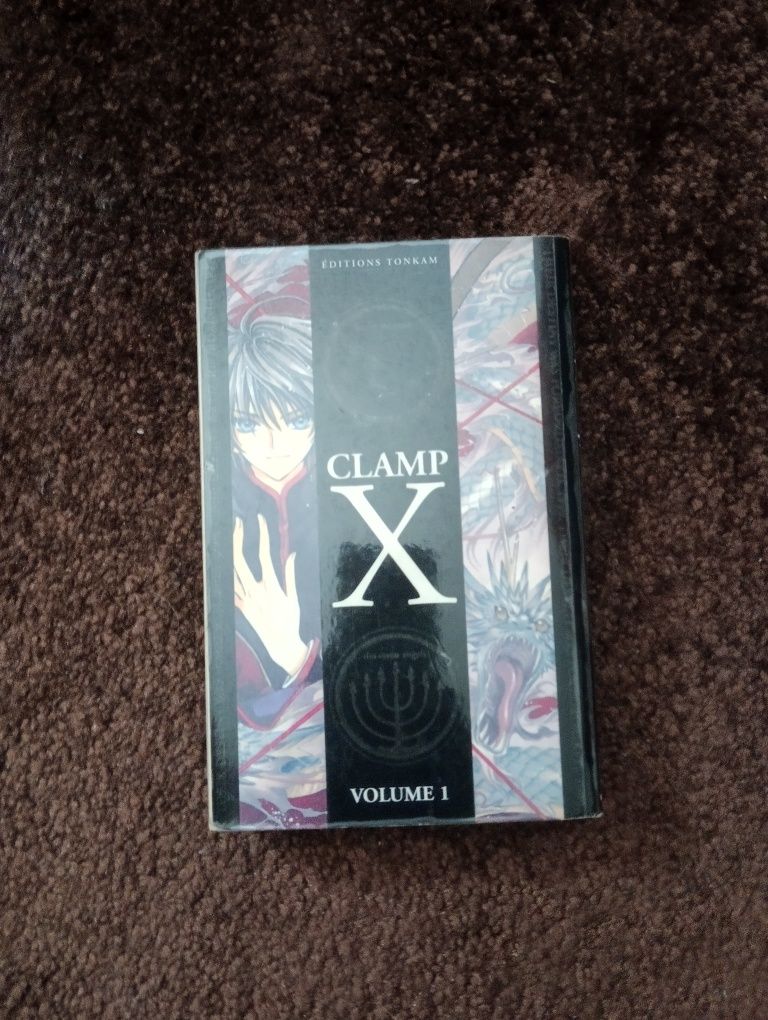 ÉDITIONS TONKAM
CLAMP
X
VOLUME 1